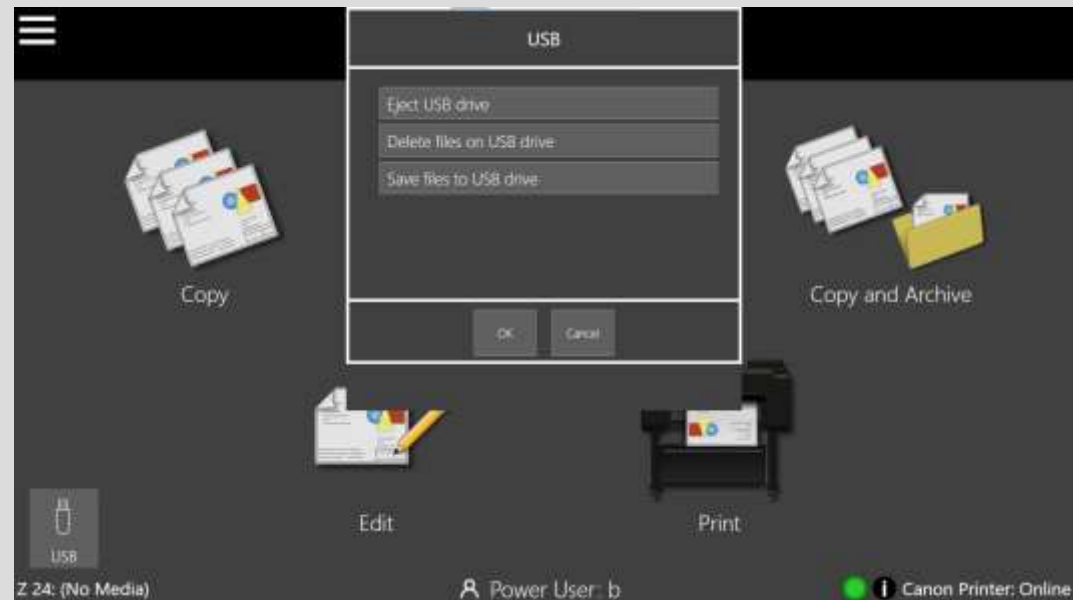 USB
Eject USB drive
Delete files on USB drive
Save files to USB drive
OK
Cancel
Copy
Copy and Archive
Edit
Print
USB
Z 24: (No Media)
Power User: b
Canon Printer: Online